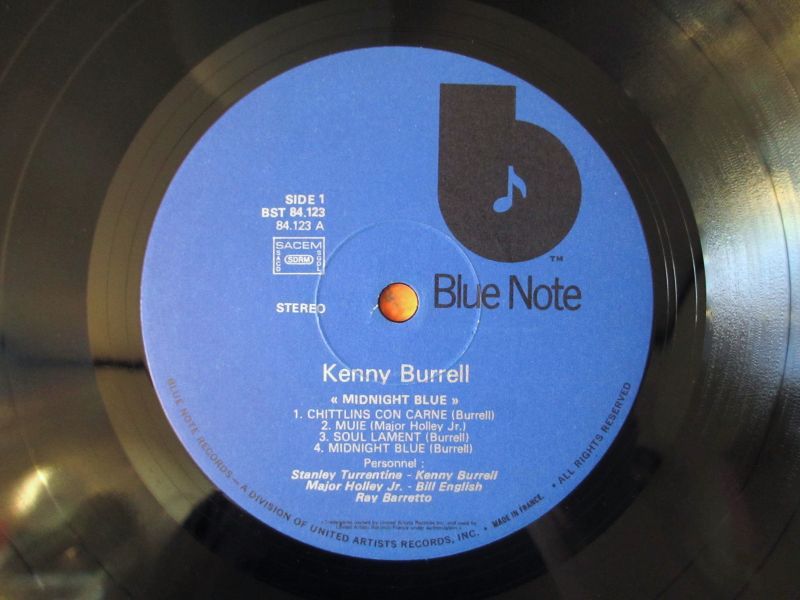 SIDE 1
BST 84.123
84.123 A
SACEM
SACD
SDRM
SGDL
STEREO
b
TM
Blue Note
Kenny Burrell
« MIDNIGHT BLUE »
1. CHITTLINS CON CARNE (Burrell)
2. MUIE (Major Holley Jr.)
3. SOUL LAMENT (Burrell)
4. MIDNIGHT BLUE (Burrell)
Personnel :
Stanley Turrentine - Kenny Burrell
Major Holley Jr. - Bill English
Ray Barretto
BLUE NOTE RECORDS — A DIVISION OF UNITED ARTISTS RECORDS, INC. • MADE IN FRANCE. • ALL RIGHTS RESERVED